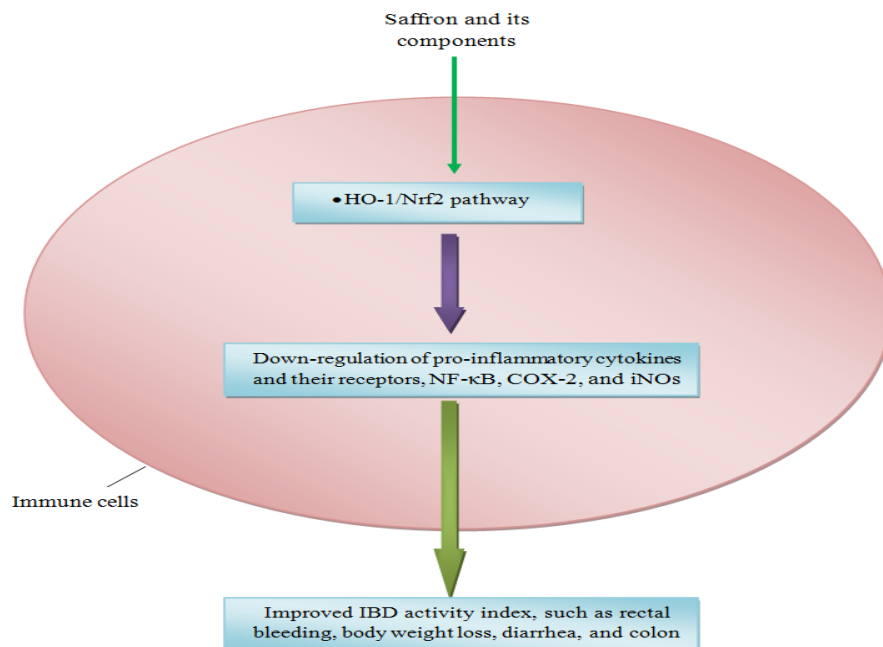 Saffron and its
components
•HO-1/Nrf2 pathway
Down-regulation of pro-inflammatory cytokines
and their receptors, NF-κB, COX-2, and iNOs
Immune cells
Improved IBD activity index, such as rectal
bleeding, body weight loss, diarrhea, and colon